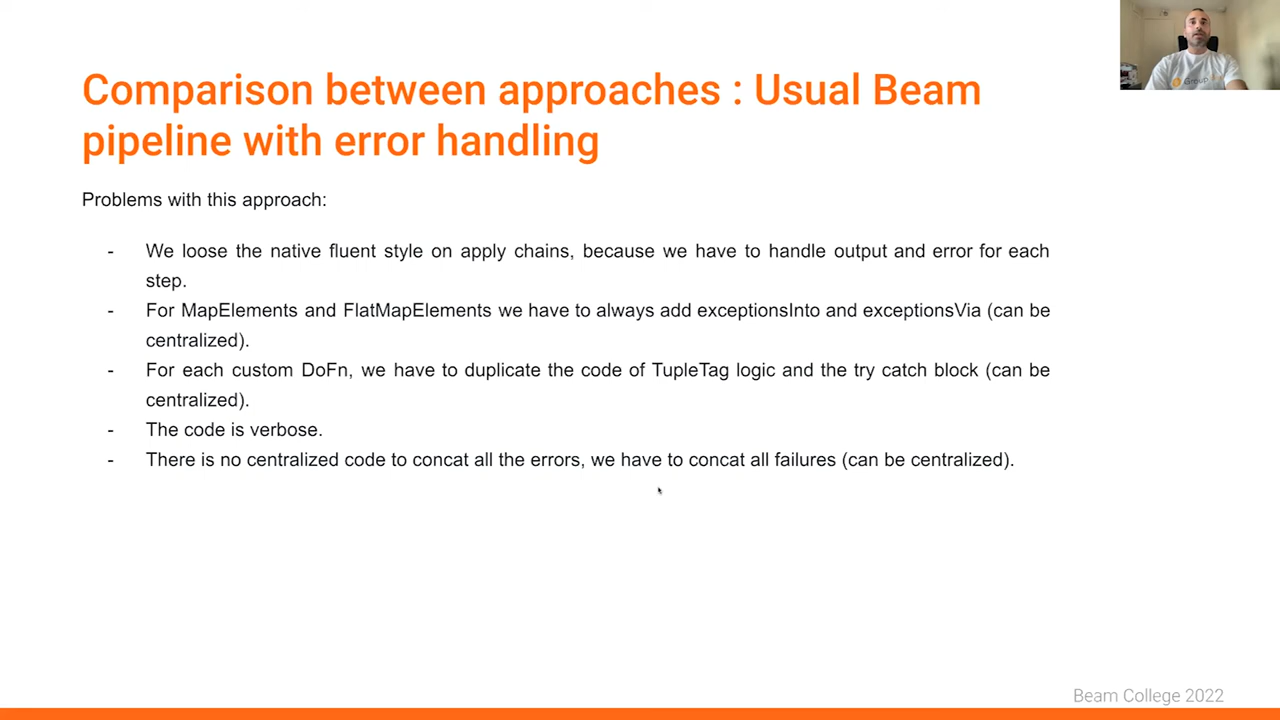 Comparison between approaches : Usual Beam
pipeline with error handling
Problems with this approach:
- We loose the native fluent style on apply chains, because we have to handle output and error for each
step.
- For MapElements and FlatMapElements we have to always add exceptionsInto and exceptionsVia (can be
centralized).
- For each custom DoFn, we have to duplicate the code of TupleTag logic and the try catch block (can be
centralized).
- The code is verbose.
- There is no centralized code to concat all the errors, we have to concat all failures (can be centralized).
Group
Beam College 2022